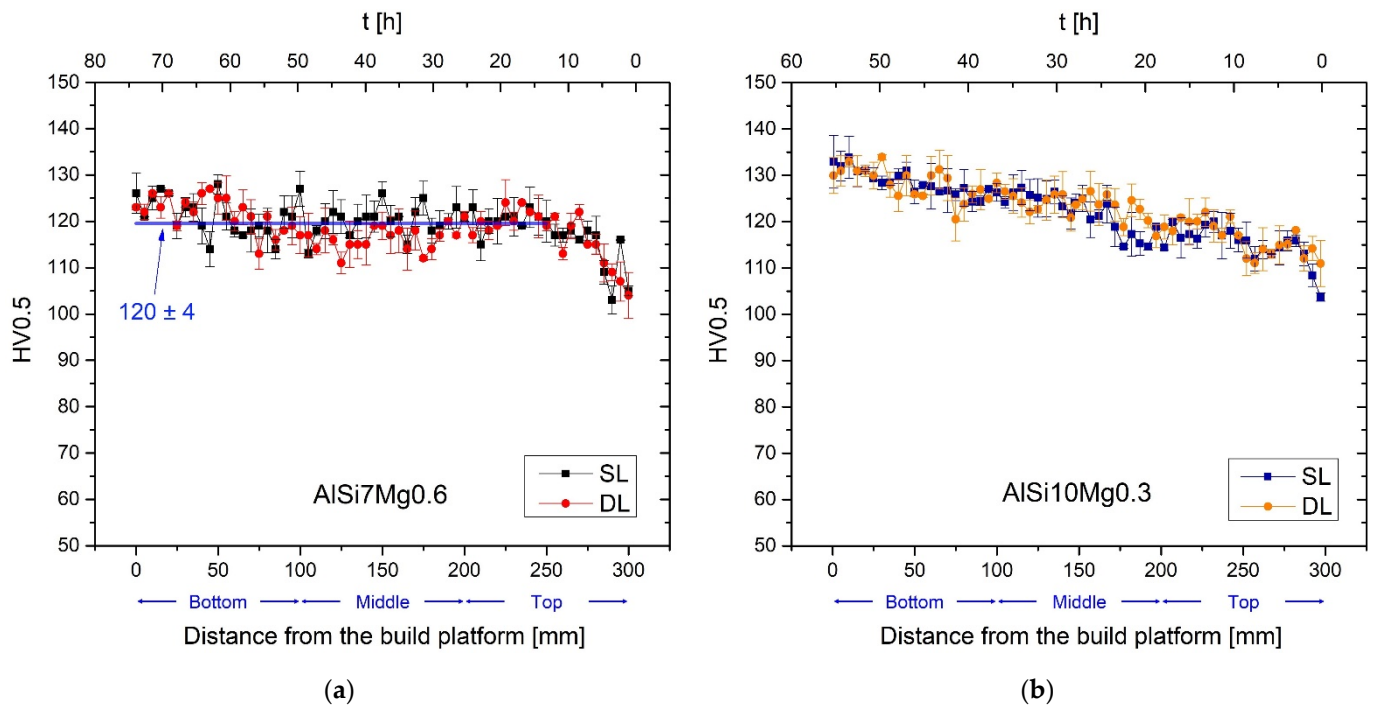 t [h]
80 70 60 50 40 30 20 10 0
150
140
130
120
110
100
90
80
70
60
50
HV0.5
120 ± 4
AlSi7Mg0.6
SL
DL
0 50 100 150 200 250 300
Bottom Middle Top
Distance from the build platform [mm]
(a)
t [h]
60 50 40 30 20 10 0
150
140
130
120
110
100
90
80
70
60
50
HV0.5
AlSi10Mg0.3
SL
DL
0 50 100 150 200 250 300
Bottom Middle Top
Distance from the build platform [mm]
(b)